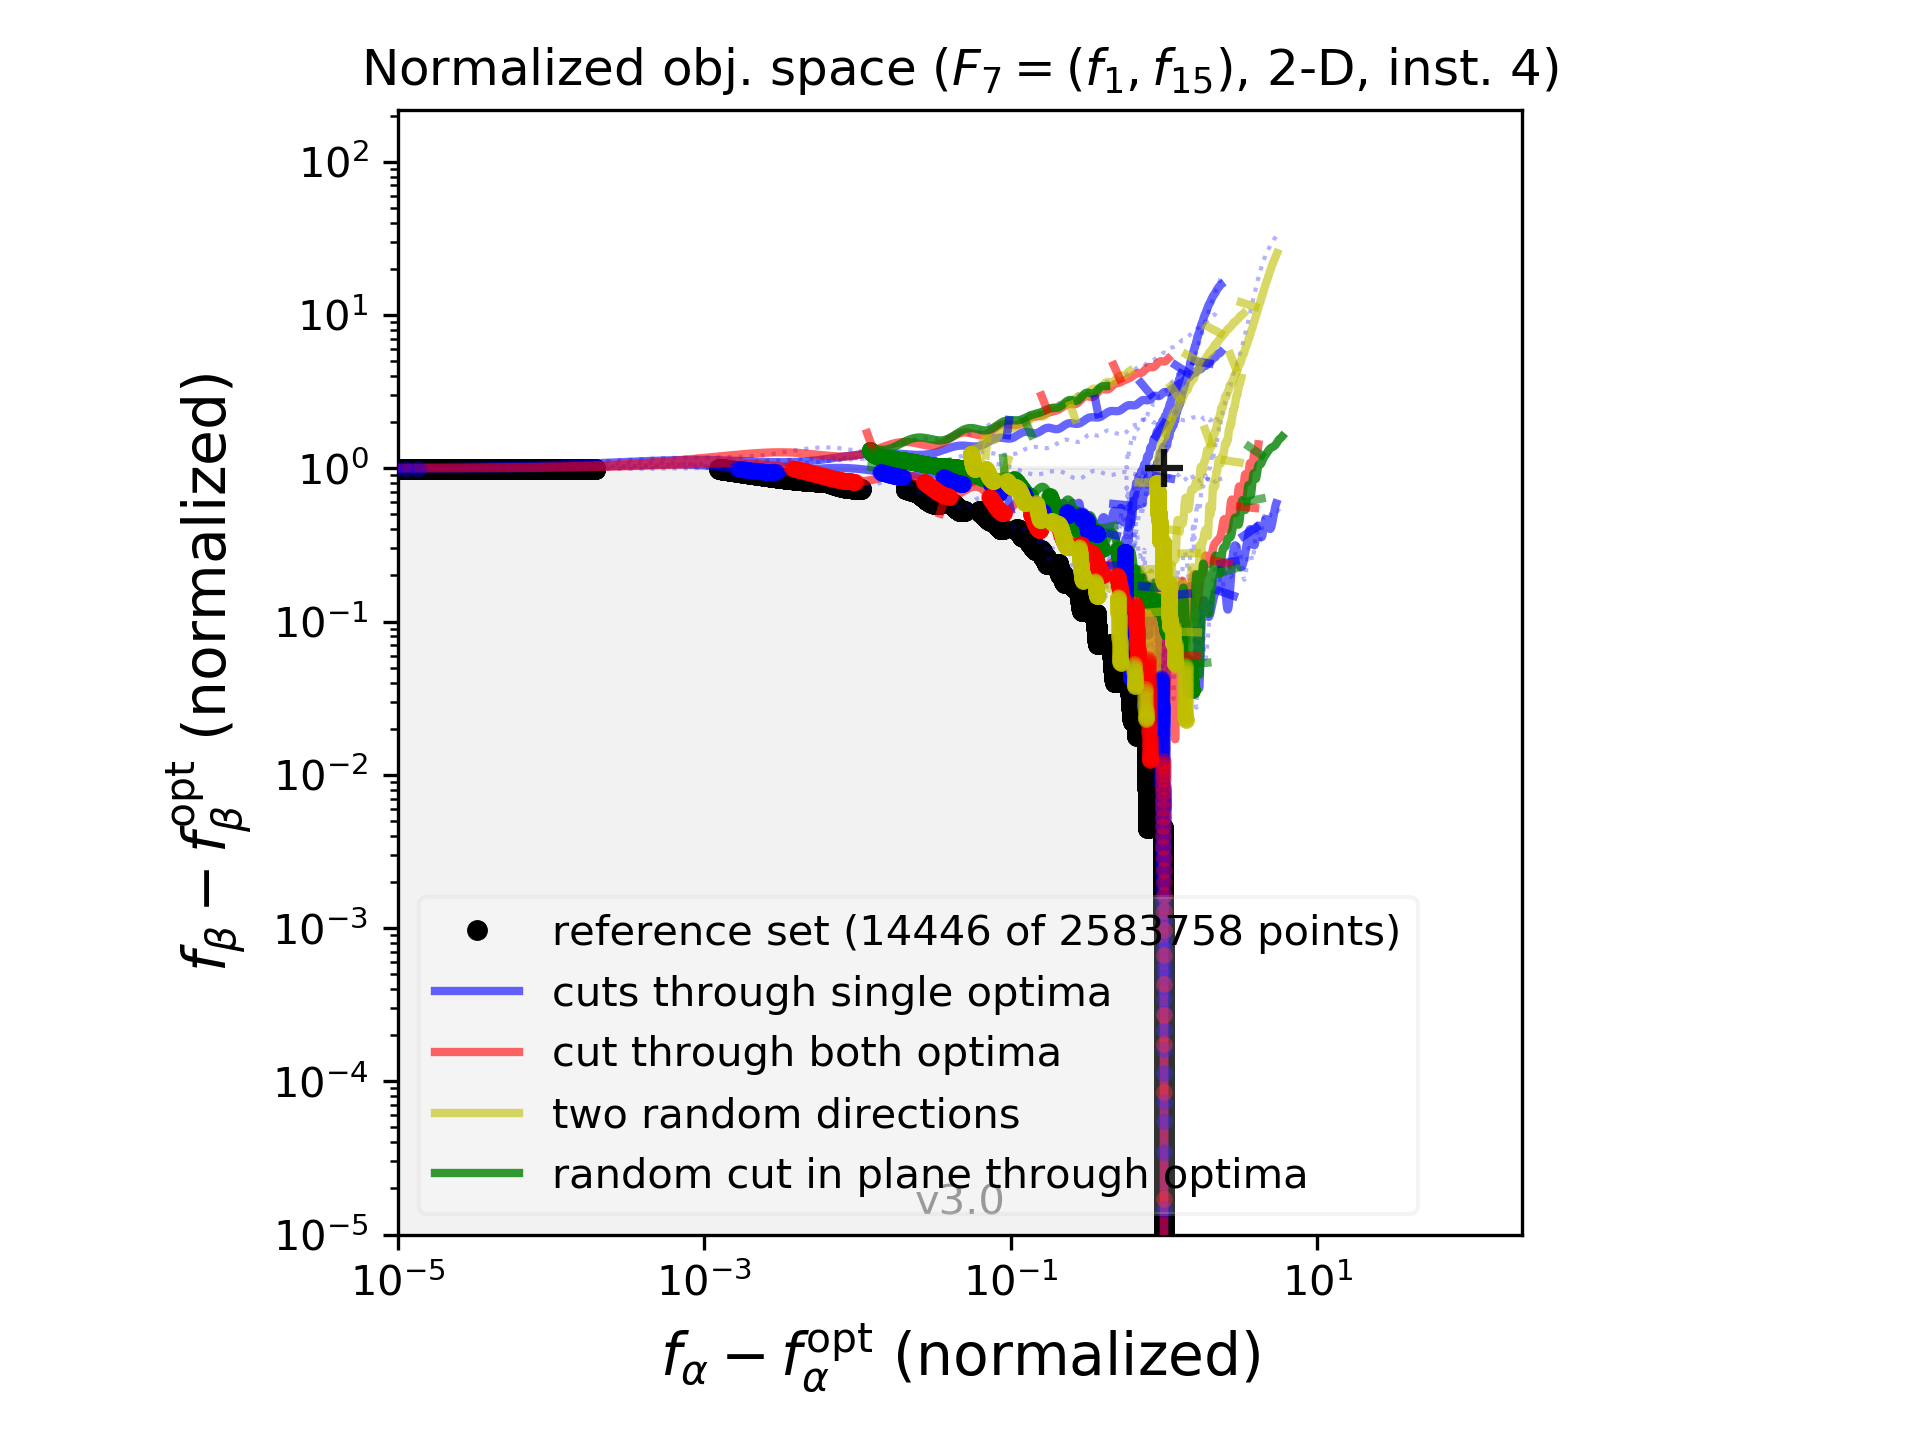 Normalized obj. space (F₇ = (f₁, f₁₅), 2-D, inst. 4)
10²
10¹
10⁰
10⁻¹
10⁻²
10⁻³
10⁻⁴
10⁻⁵
f_β − f_β^opt (normalized)
reference set (14446 of 2583758 points)
cuts through single optima
cut through both optima
two random directions
random cut in plane through optima
v3.0
10⁻⁵ 10⁻³ 10⁻¹ 10¹
f_α − f_α^opt (normalized)